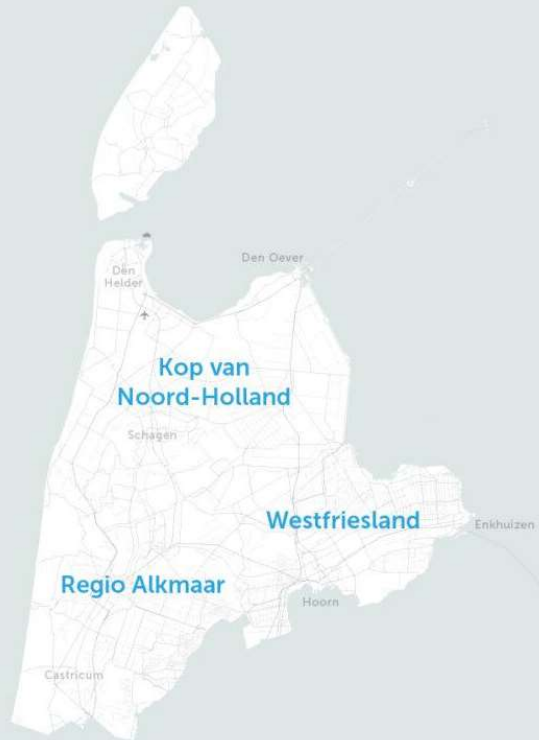 Den Oever
Den
Helder
Kop van
Noord-Holland
Schagen
Westfriesland
Enkhuizen
Regio Alkmaar
Hoorn
Castricum